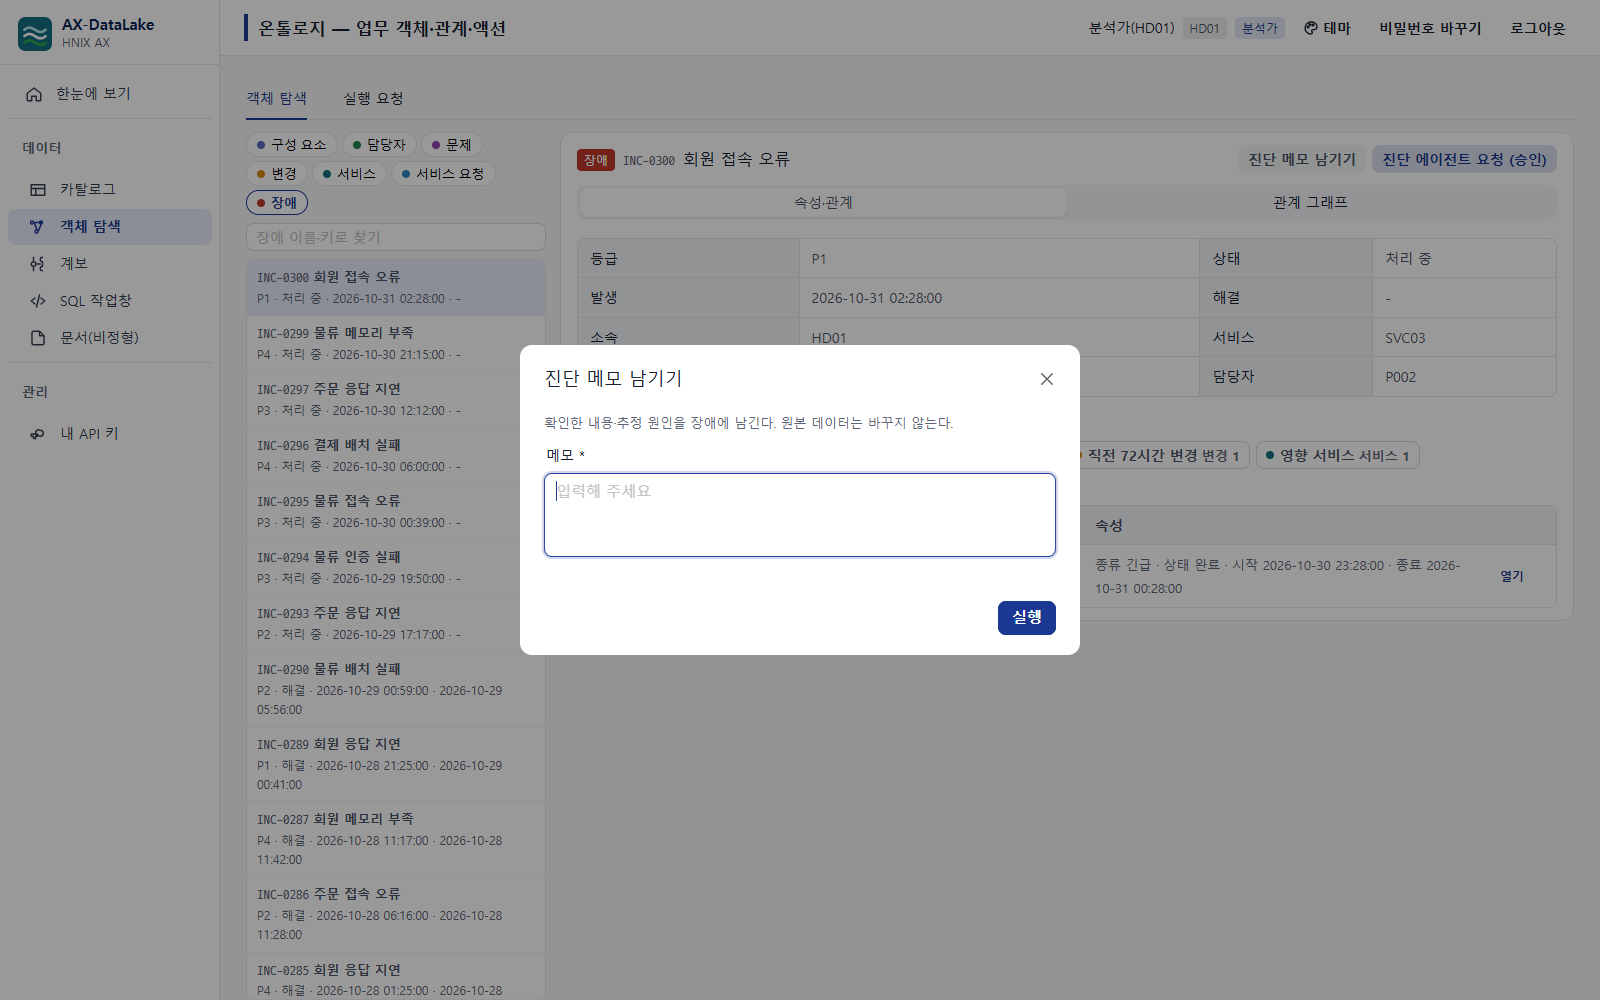 AX-DataLake
HNIX AX
온톨로지 — 업무 객체·관계·액션
분석가(HD01) HD01 분석가 테마 비밀번호 바꾸기 로그아웃
한눈에 보기
데이터
카탈로그
객체 탐색
계보
SQL 작업창
문서(비정형)
관리
내 API 키
객체 탐색 실행 요청
구성 요소 담당자 문제
변경 서비스 서비스 요청
장애
장애 이름·키로 찾기
INC-0300 회원 접속 오류
P1 · 처리 중 · 2026-10-31 02:28:00 · -
INC-0299 물류 메모리 부족
P4 · 처리 중 · 2026-10-30 21:15:00 · -
INC-0297 주문 응답 지연
P3 · 처리 중 · 2026-10-30 12:12:00 · -
INC-0296 결제 배치 실패
P4 · 처리 중 · 2026-10-30 06:00:00 · -
INC-0295 물류 접속 오류
P3 · 처리 중 · 2026-10-30 00:39:00 · -
INC-0294 물류 인증 실패
P3 · 처리 중 · 2026-10-29 19:50:00 · -
INC-0293 주문 응답 지연
P2 · 처리 중 · 2026-10-29 17:17:00 · -
INC-0290 물류 배치 실패
P2 · 해결 · 2026-10-29 00:59:00 · 2026-10-29
05:56:00
INC-0289 회원 응답 지연
P1 · 해결 · 2026-10-28 21:25:00 · 2026-10-29
00:41:00
INC-0287 회원 메모리 부족
P4 · 해결 · 2026-10-28 11:17:00 · 2026-10-28
11:42:00
INC-0286 주문 접속 오류
P2 · 해결 · 2026-10-28 06:16:00 · 2026-10-28
11:28:00
INC-0285 회원 응답 지연
P4 · 해결 · 2026-10-28 01:25:00 · 2026-10-28
장애 INC-0300 회원 접속 오류 진단 메모 남기기 진단 에이전트 요청 (승인)
속성·관계 관계 그래프
등급 P1 상태 처리 중
발생 2026-10-31 02:28:00 해결 -
소속 HD01 서비스 SVC03
담당자 P002
직전 72시간 변경 변경 1 영향 서비스 서비스 1
속성
종류 긴급 · 상태 완료 · 시작 2026-10-30 23:28:00 · 종료 2026-
10-31 00:28:00
열기
진단 메모 남기기
확인한 내용·추정 원인을 장애에 남긴다. 원본 데이터는 바꾸지 않는다.
메모 *
입력해 주세요
실행